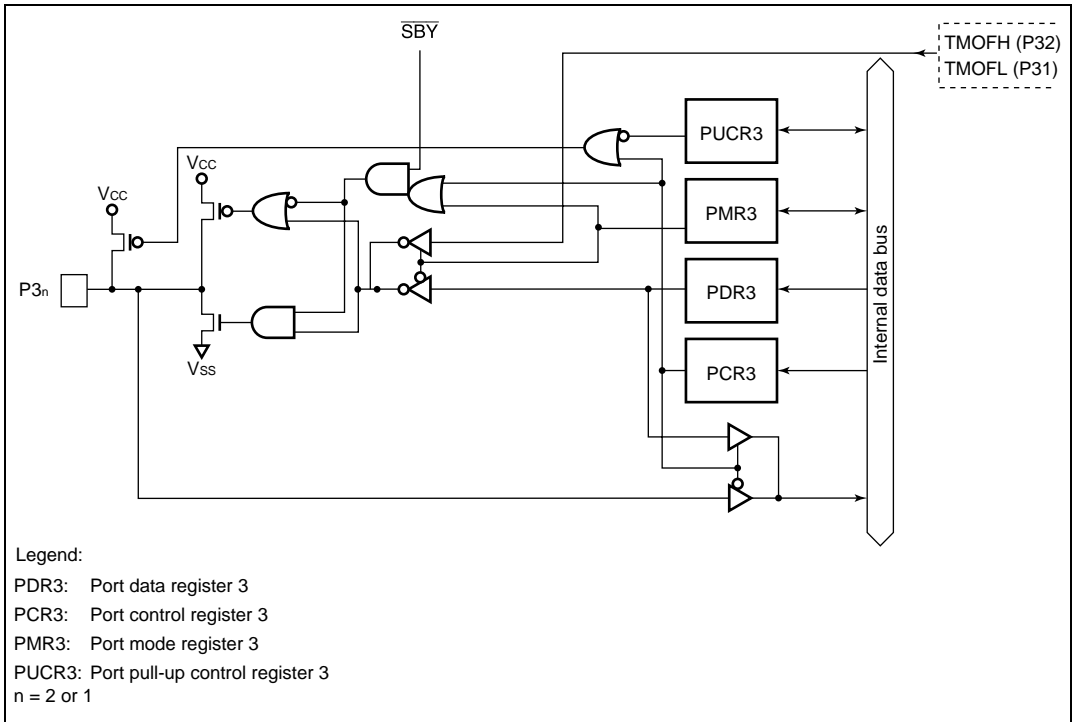 SBY
TMOFH (P32)
TMOFL (P31)
PUCR3
VCC
VCC
PMR3
P3n
PDR3
Internal data bus
VSS
PCR3
Legend:
PDR3: Port data register 3
PCR3: Port control register 3
PMR3: Port mode register 3
PUCR3: Port pull-up control register 3
n = 2 or 1